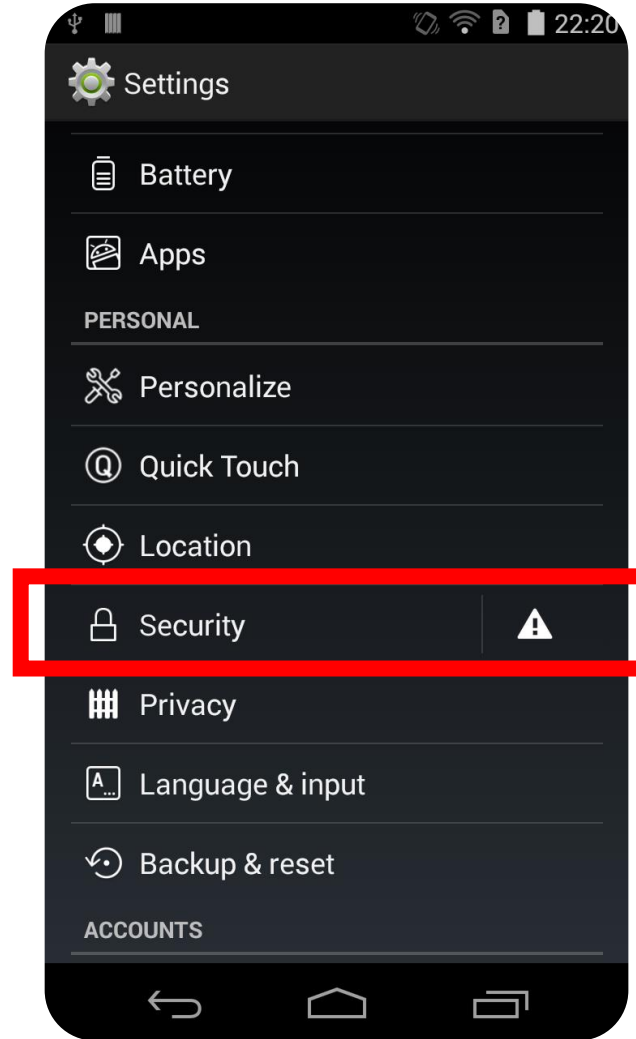 22:20
Settings
Battery
Apps
PERSONAL
Personalize
Quick Touch
Location
Security
Privacy
A...
Language & input
Backup & reset
ACCOUNTS